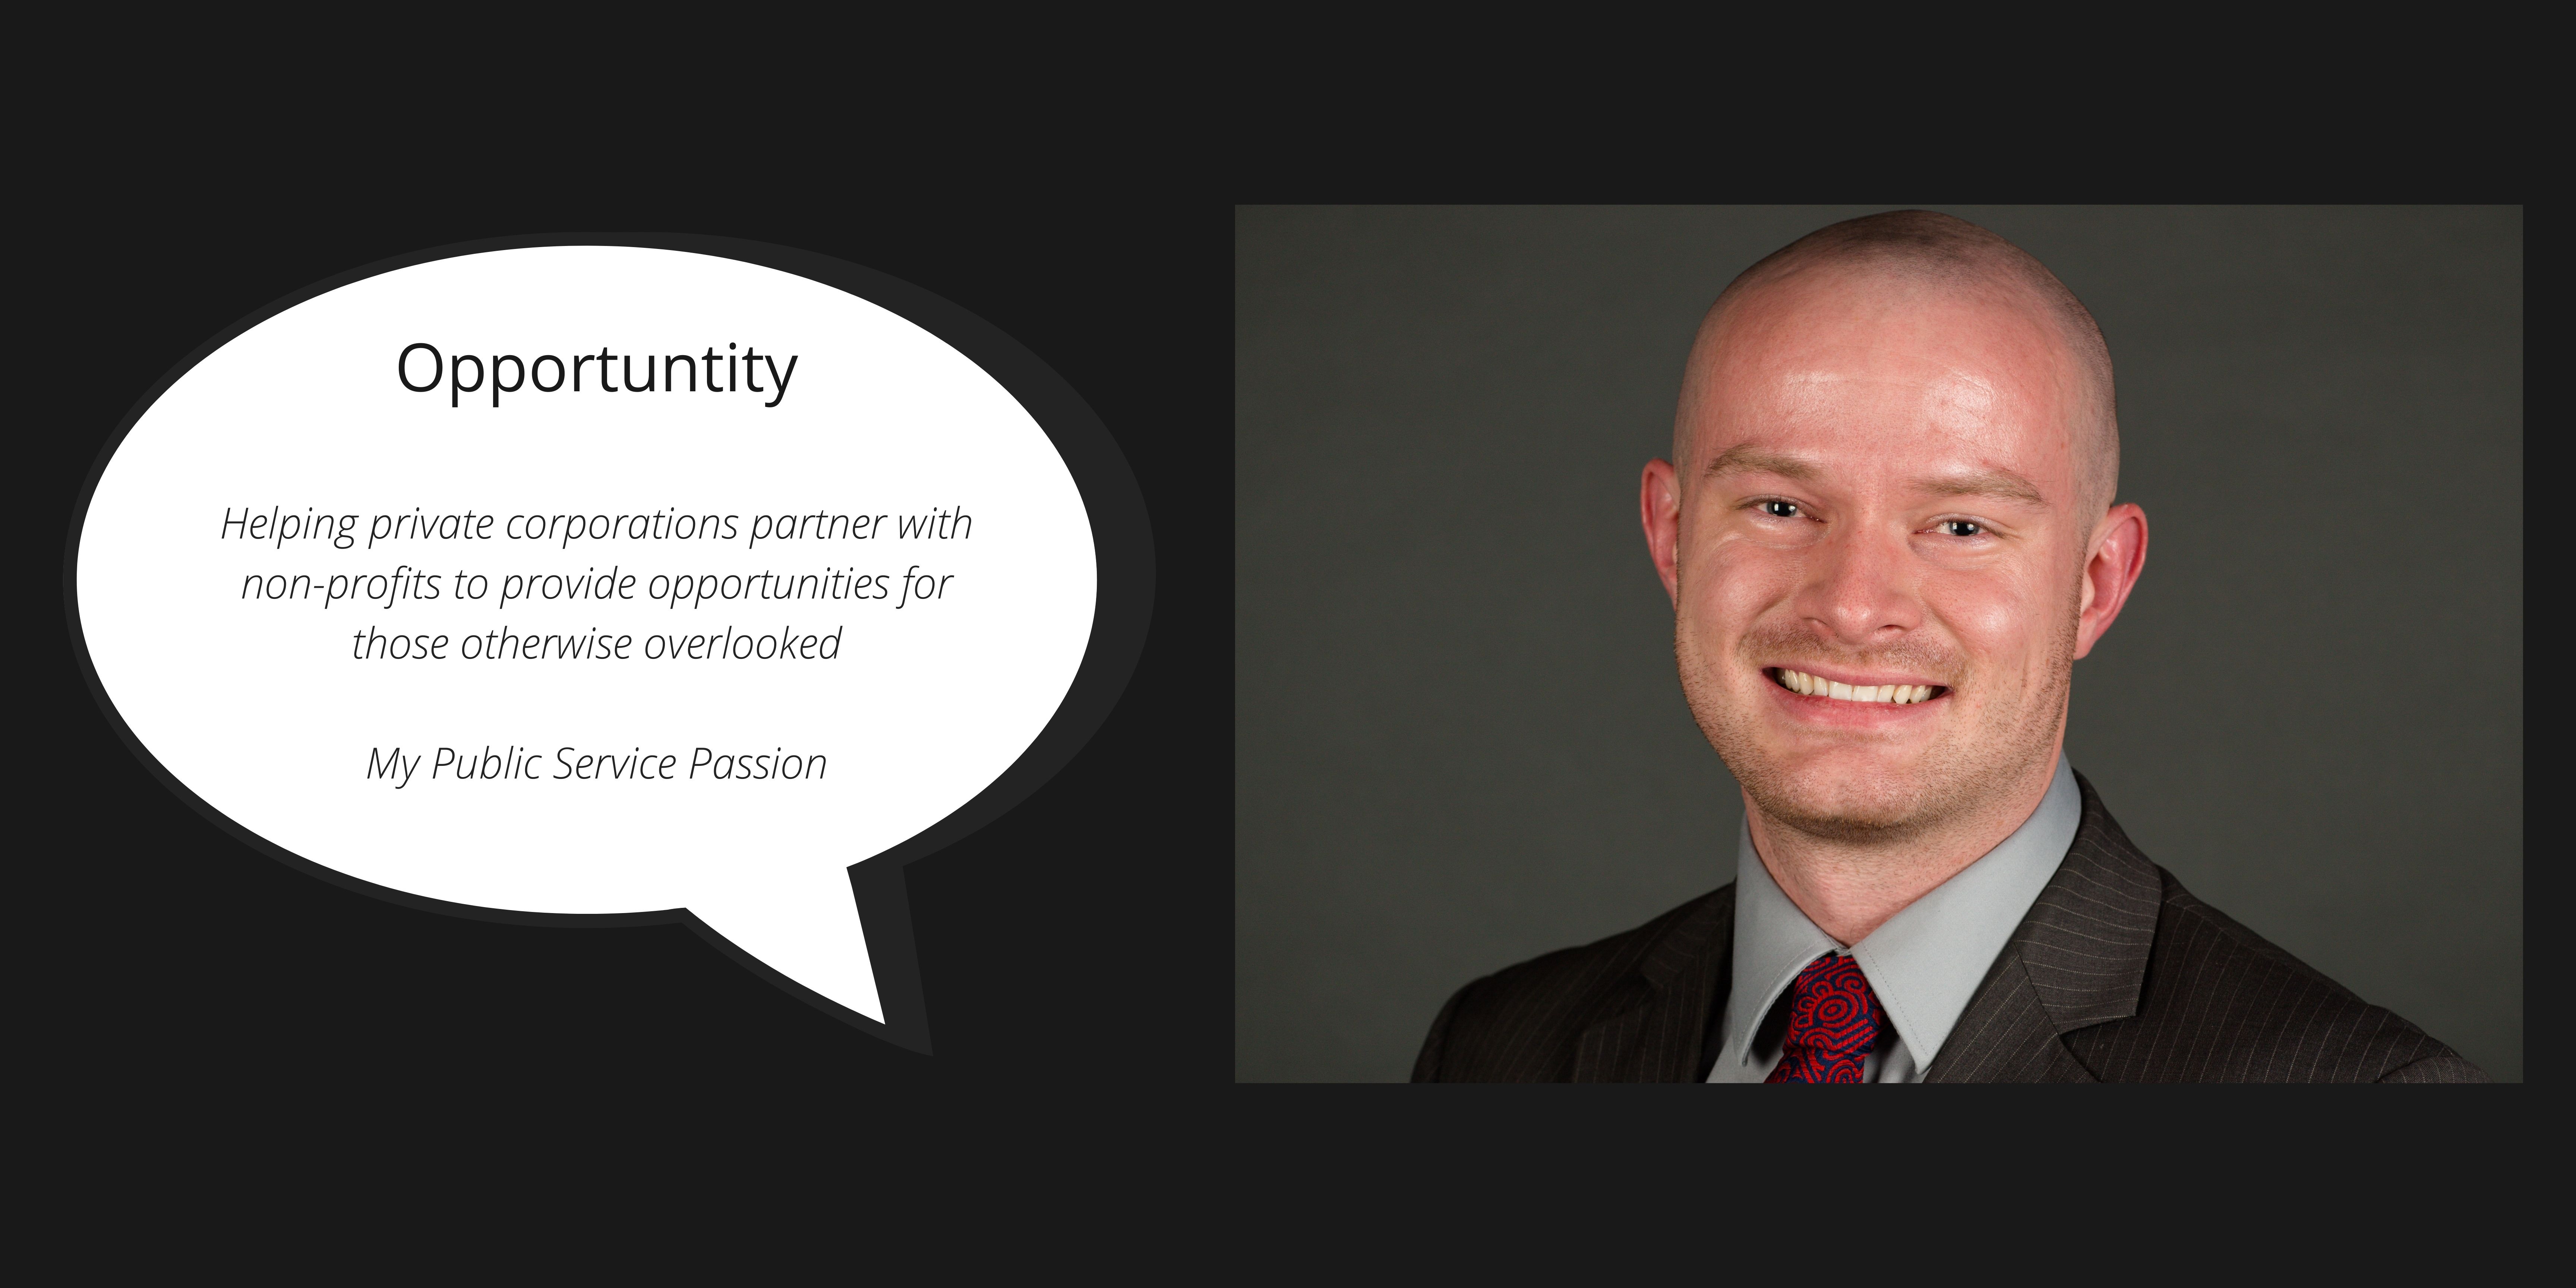 Opportuntity
Helping private corporations partner with
non-profits to provide opportunities for
those otherwise overlooked
My Public Service Passion